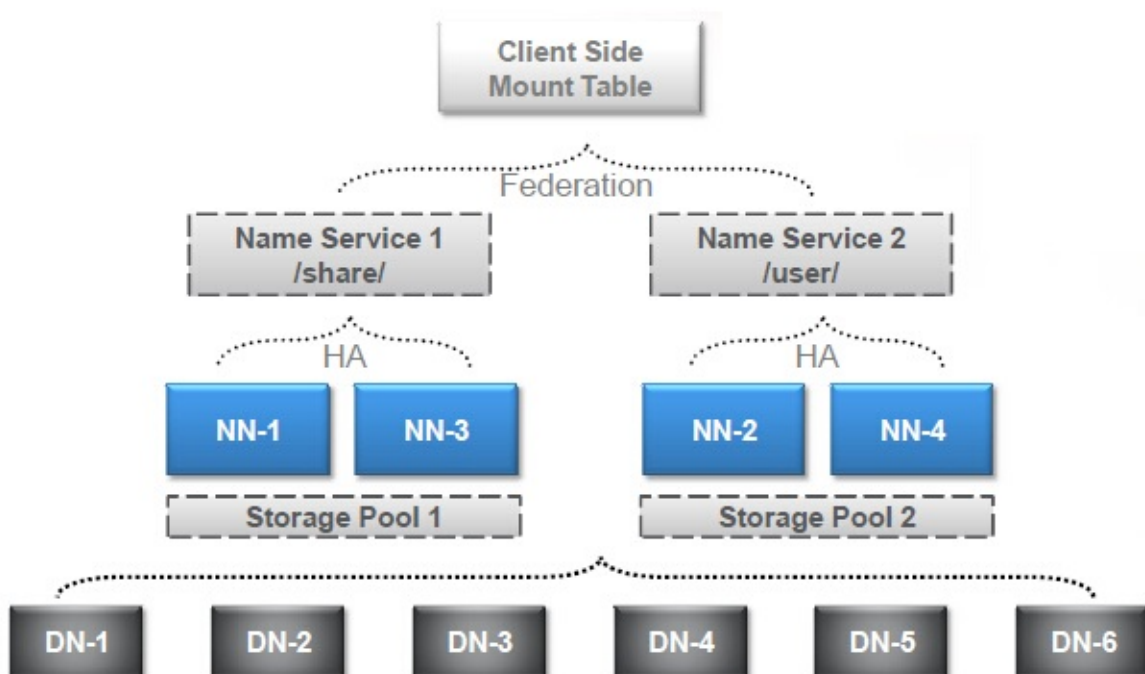 Client Side
Mount Table
Federation
Name Service 1
/share/
Name Service 2
/user/
HA
HA
NN-1
NN-3
NN-2
NN-4
Storage Pool 1
Storage Pool 2
DN-1
DN-2
DN-3
DN-4
DN-5
DN-6